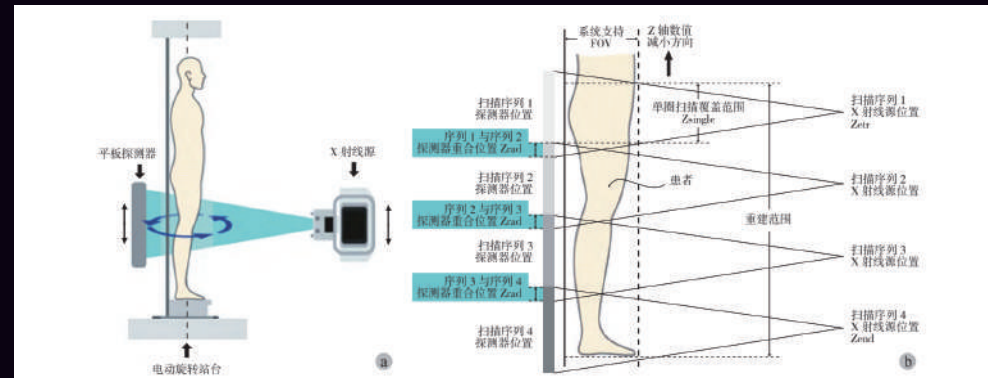 平板探测器
X 射线源
电动旋转站台
a
系统支持
FOV
Z 轴数值
减小方向
扫描序列 1
探测器位置
序列 1 与序列 2
探测器重合位置 Zrad
扫描序列 2
探测器位置
序列 2 与序列 3
探测器重合位置 Zrad
扫描序列 3
探测器位置
序列 3 与序列 4
探测器重合位置 Zrad
扫描序列 4
探测器位置
单圈扫描覆盖范围
Zsingle
患者
重建范围
扫描序列 1
X 射线源位置
Zetr
扫描序列 2
X 射线源位置
扫描序列 3
X 射线源位置
扫描序列 4
X 射线源位置
Zend
b